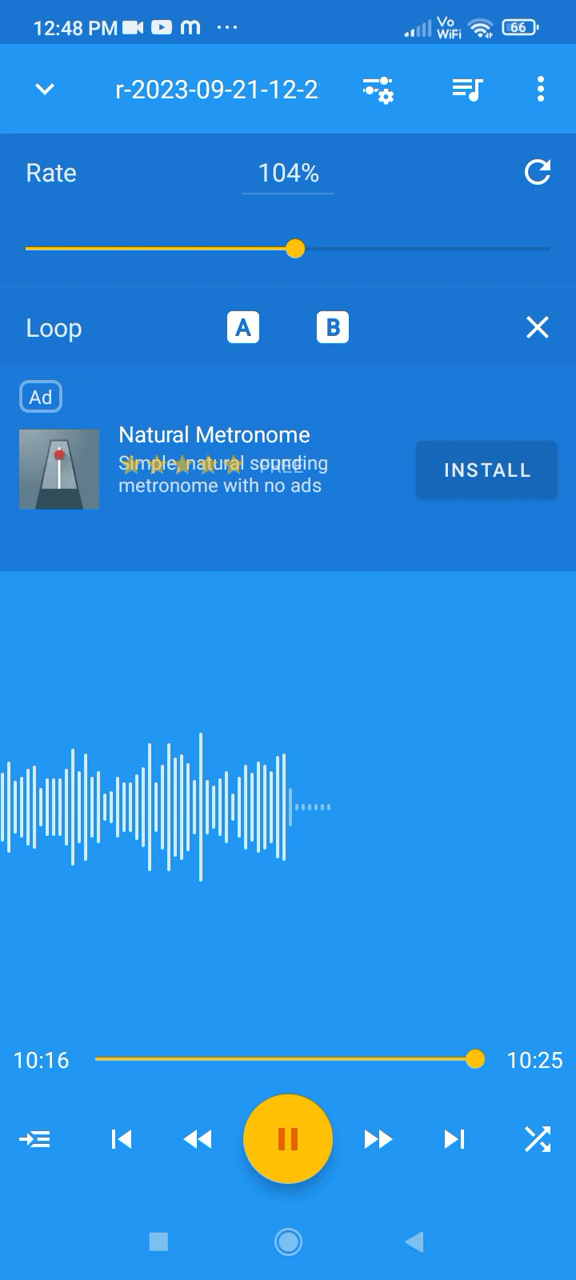 12:48 PM
Vo
WiFi
66
r-2023-09-21-12-2
Rate
104%
Loop
A
B
Ad
Natural Metronome
Simple, natural sounding
FREE
metronome with no ads
INSTALL
10:16
10:25